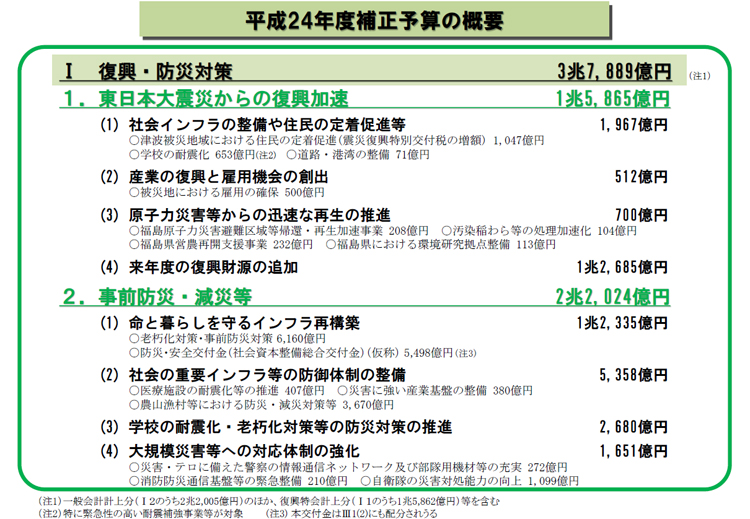 平成24年度補正予算の概要
Ⅰ 復興・防災対策 3兆7,889億円 (注1)
1．東日本大震災からの復興加速 1兆5,865億円
(1) 社会インフラの整備や住民の定着促進等 1,967億円
○津波被災地域における住民の定着促進(震災復興特別交付税の増額) 1,047億円
○学校の耐震化 653億円(注2) ○道路・港湾の整備 71億円
(2) 産業の復興と雇用機会の創出 512億円
○被災地における雇用の確保 500億円
(3) 原子力災害等からの迅速な再生の推進 700億円
○福島原子力災害避難区域等帰還・再生加速事業 208億円 ○汚染稲わら等の処理加速化 104億円
○福島県営農再開支援事業 232億円 ○福島県における環境研究拠点整備 113億円
(4) 来年度の復興財源の追加 1兆2,685億円
2．事前防災・減災等 2兆2,024億円
(1) 命と暮らしを守るインフラ再構築 1兆2,335億円
○老朽化対策・事前防災対策 6,160億円
○防災・安全交付金(社会資本整備総合交付金)(仮称) 5,498億円(注3)
(2) 社会の重要インフラ等の防御体制の整備 5,358億円
○医療施設の耐震化等の推進 407億円 ○災害に強い産業基盤の整備 380億円
○農山漁村等における防災・減災対策等 3,670億円
(3) 学校の耐震化・老朽化対策等の防災対策の推進 2,680億円
(4) 大規模災害等への対応体制の強化 1,651億円
○災害・テロに備えた警察の情報通信ネットワーク及び部隊用機材等の充実 272億円
○消防防災通信基盤等の緊急整備 210億円 ○自衛隊の災害対処能力の向上 1,099億円
(注1)一般会計計上分(Ⅰ2のうち2兆2,005億円)のほか、復興特会計上分(Ⅰ1のうち1兆5,862億円)等を含む
(注2)特に緊急性の高い耐震補強事業等が対象 (注3) 本交付金はⅢ1(2)にも配分されうる